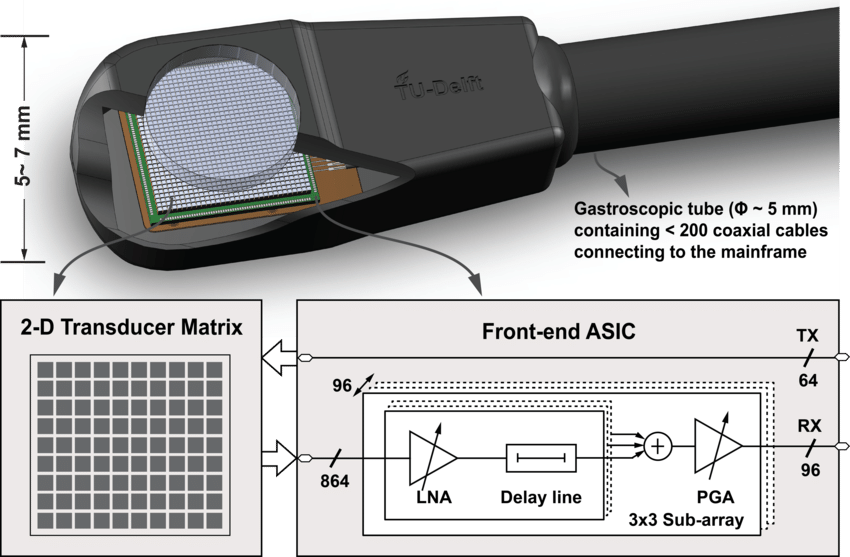 TU-Delft
5~ 7 mm
Gastroscopic tube (Φ ~ 5 mm)
containing < 200 coaxial cables
connecting to the mainframe
2-D Transducer Matrix
Front-end ASIC
TX
64
96
RX
96
864
LNA
Delay line
PGA
3x3 Sub-array